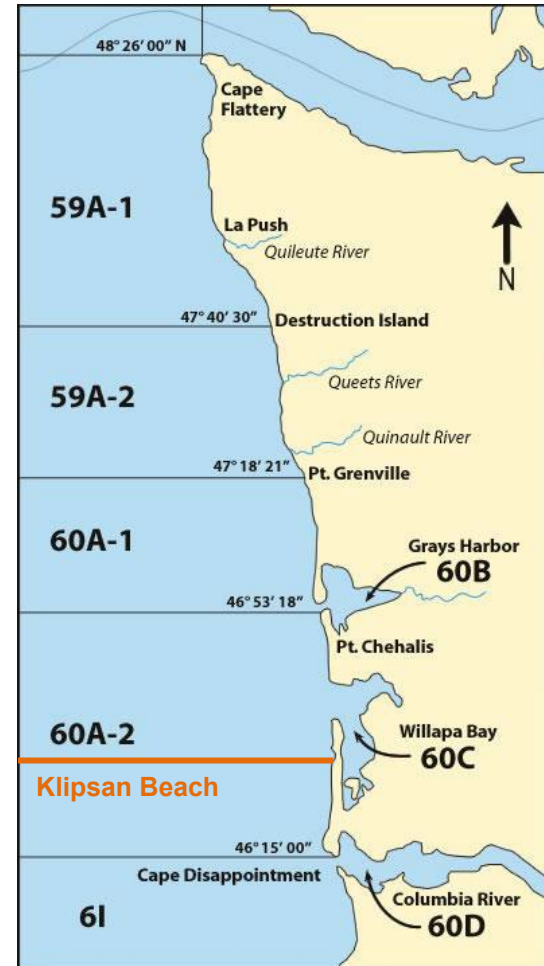 48° 26′ 00″ N
Cape
Flattery
59A-1
La Push
Quileute River
N
47° 40′ 30″
Destruction Island
59A-2
Queets River
Quinault River
47° 18′ 21″
Pt. Grenville
60A-1
Grays Harbor
60B
46° 53′ 18″
Pt. Chehalis
60A-2
Willapa Bay
60C
Klipsan Beach
46° 15′ 00″
Cape Disappointment
Columbia River
60D
6I